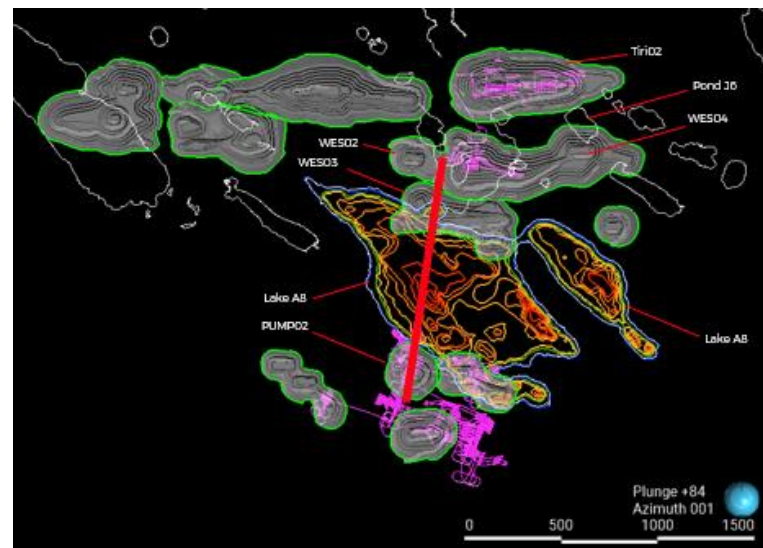 Tiri02
Pond J6
WES04
WES02
WES03
Lake A8
PUMP02
Lake A8
Plunge +84
Azimuth 001
0 500 1000 1500